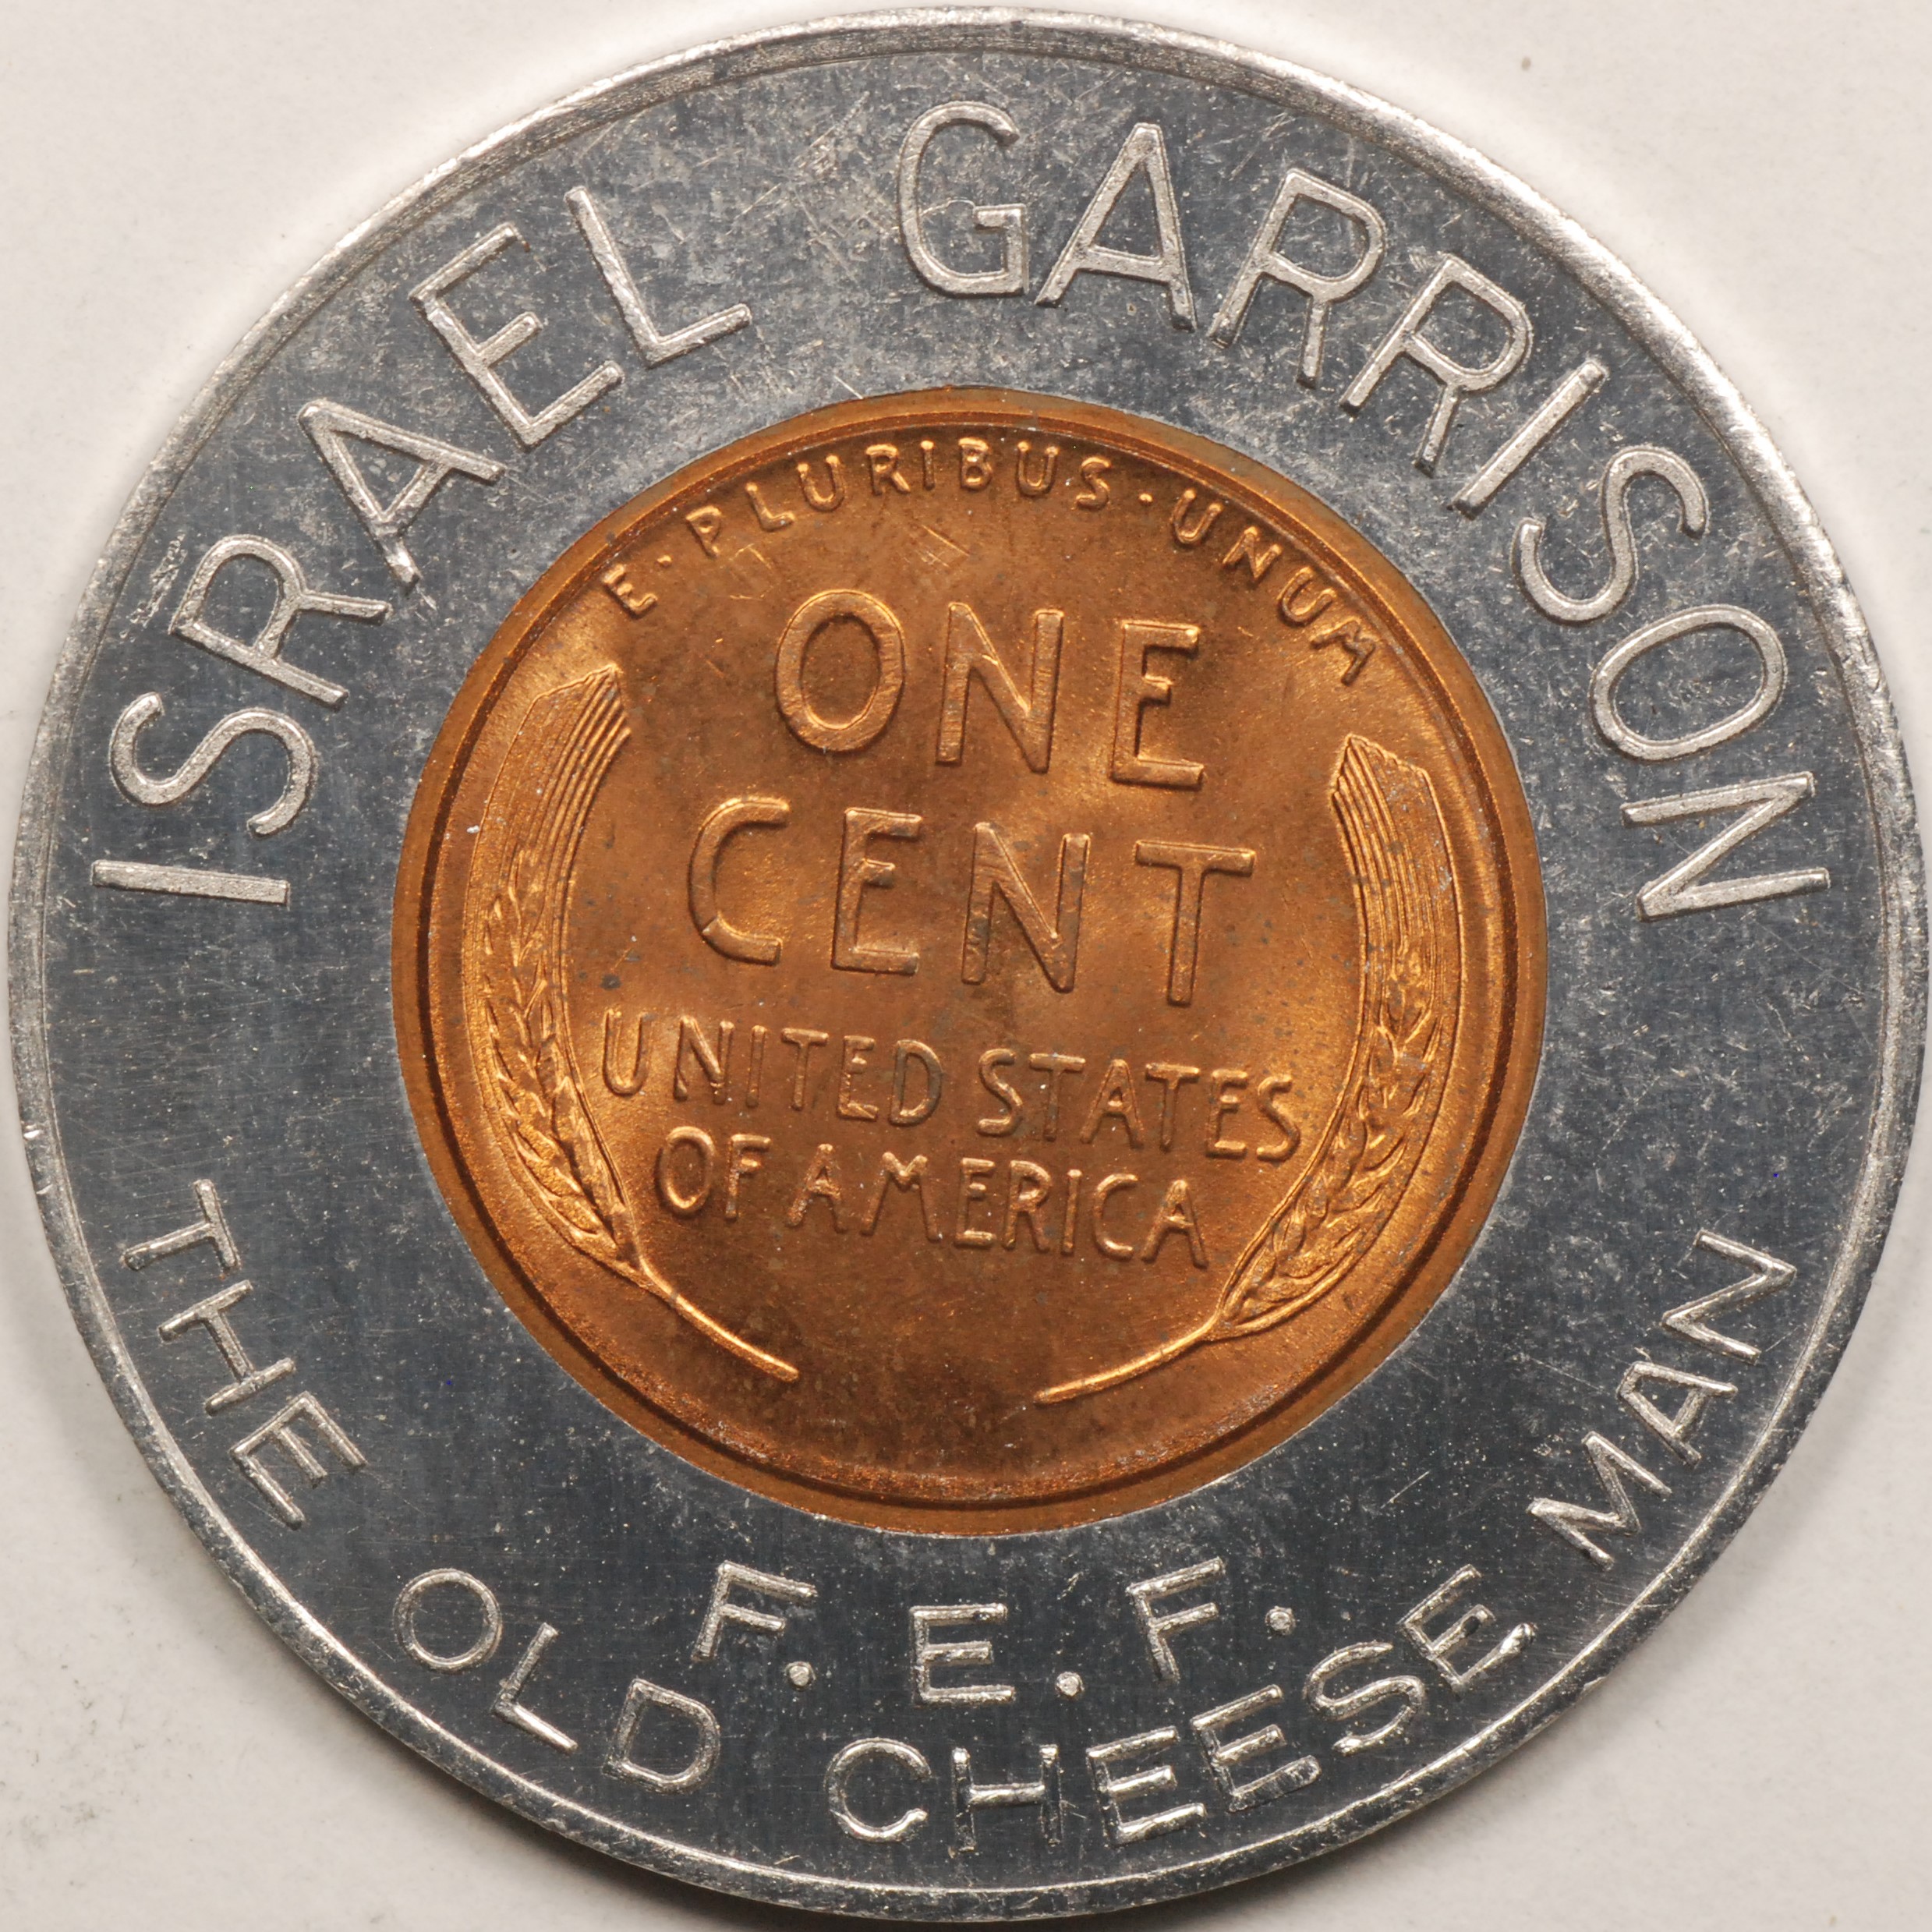 ISRAEL GARRISON
E·PLURIBUS·UNUM
ONE
CENT
UNITED STATES
OF AMERICA
F.E.F.
THE OLD CHEESE MAN